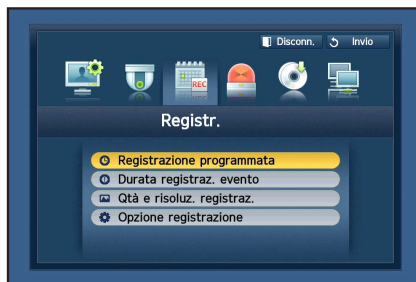 Disconn. Invio
REC
Registr.
Registrazione programmata
Durata registraz. evento
Qtà e risoluz. registraz.
Opzione registrazione